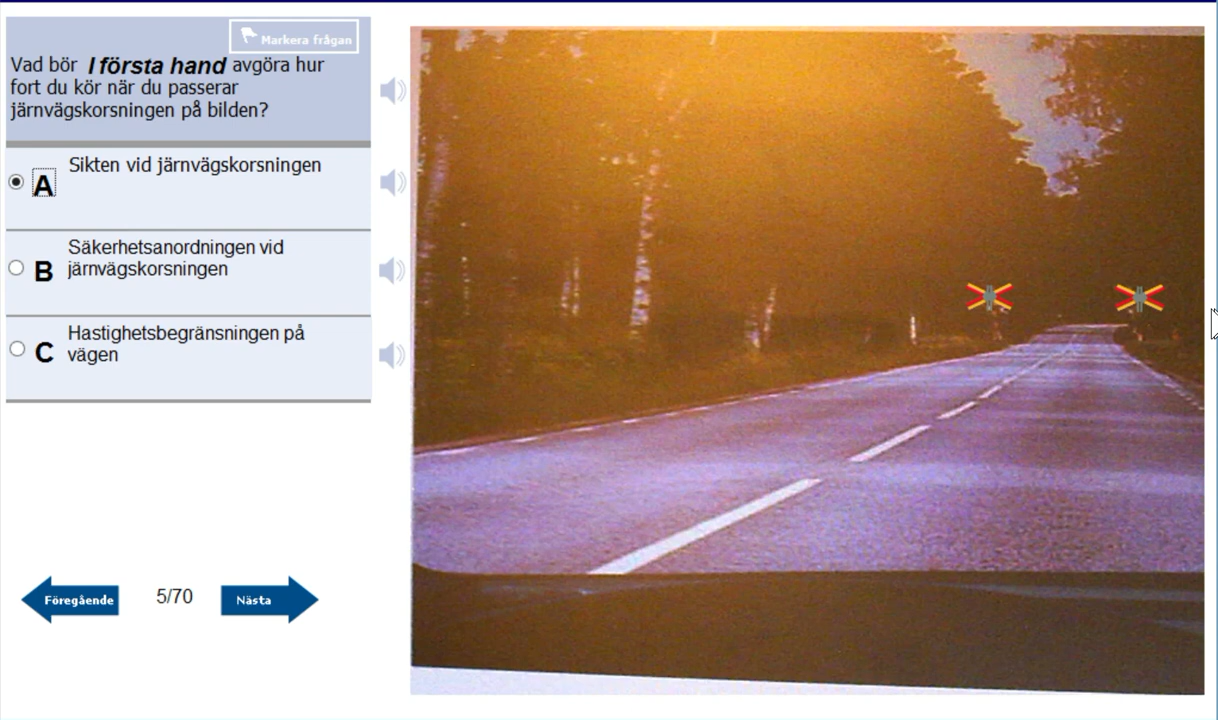 Markera frågan
Vad bör I första hand avgöra hur
fort du kör när du passerar
järnvägskorsningen på bilden?
A Sikten vid järnvägskorsningen
B Säkerhetsanordningen vid
järnvägskorsningen
C Hastighetsbegränsningen på
vägen
Föregående 5/70 Nästa